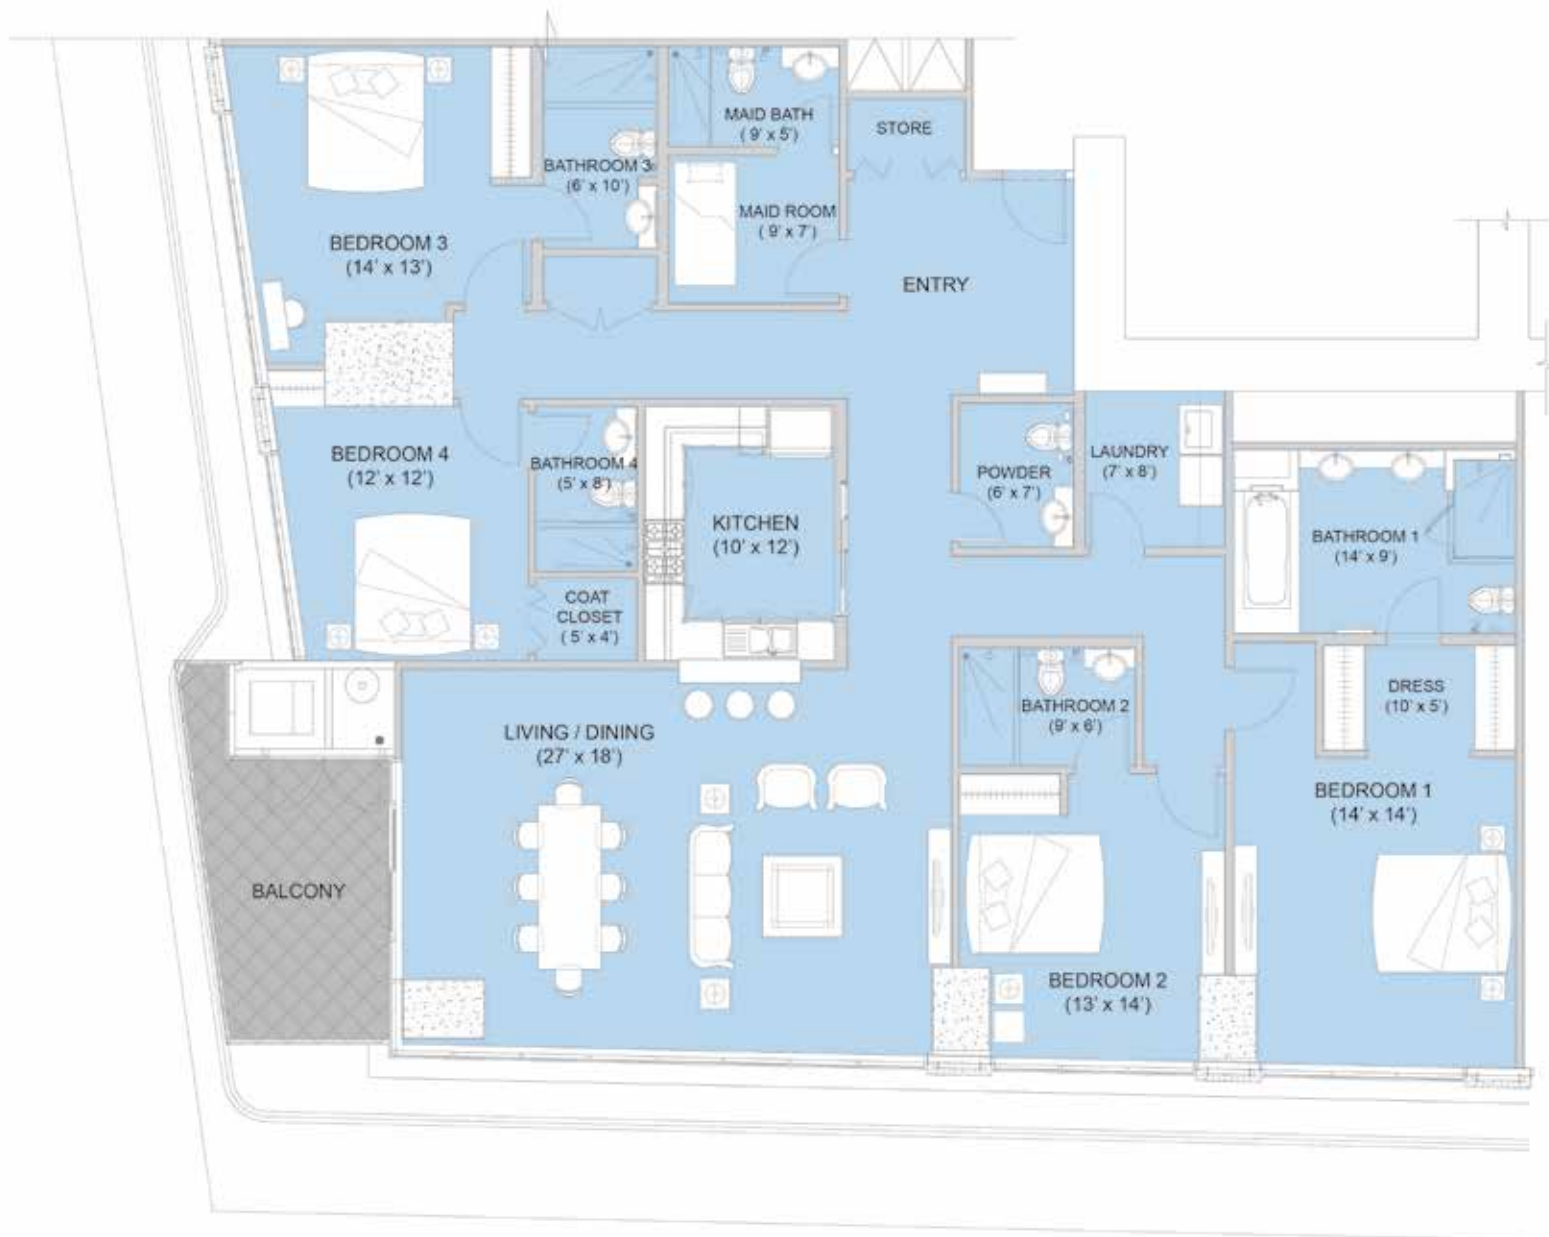 MAID BATH
( 9' x 5')
STORE
BATHROOM 3
(6' x 10')
MAID ROOM
( 9' x 7')
BEDROOM 3
(14' x 13')
ENTRY
BEDROOM 4
(12' x 12')
BATHROOM 4
(5' x 8')
KITCHEN
(10' x 12')
POWDER
(6' x 7')
LAUNDRY
(7' x 8')
BATHROOM 1
(14' x 9')
COAT
CLOSET
( 5' x 4')
DRESS
(10' x 5')
BATHROOM 2
(9' x 6')
LIVING / DINING
(27' x 18')
BEDROOM 1
(14' x 14')
BALCONY
BEDROOM 2
(13' x 14')